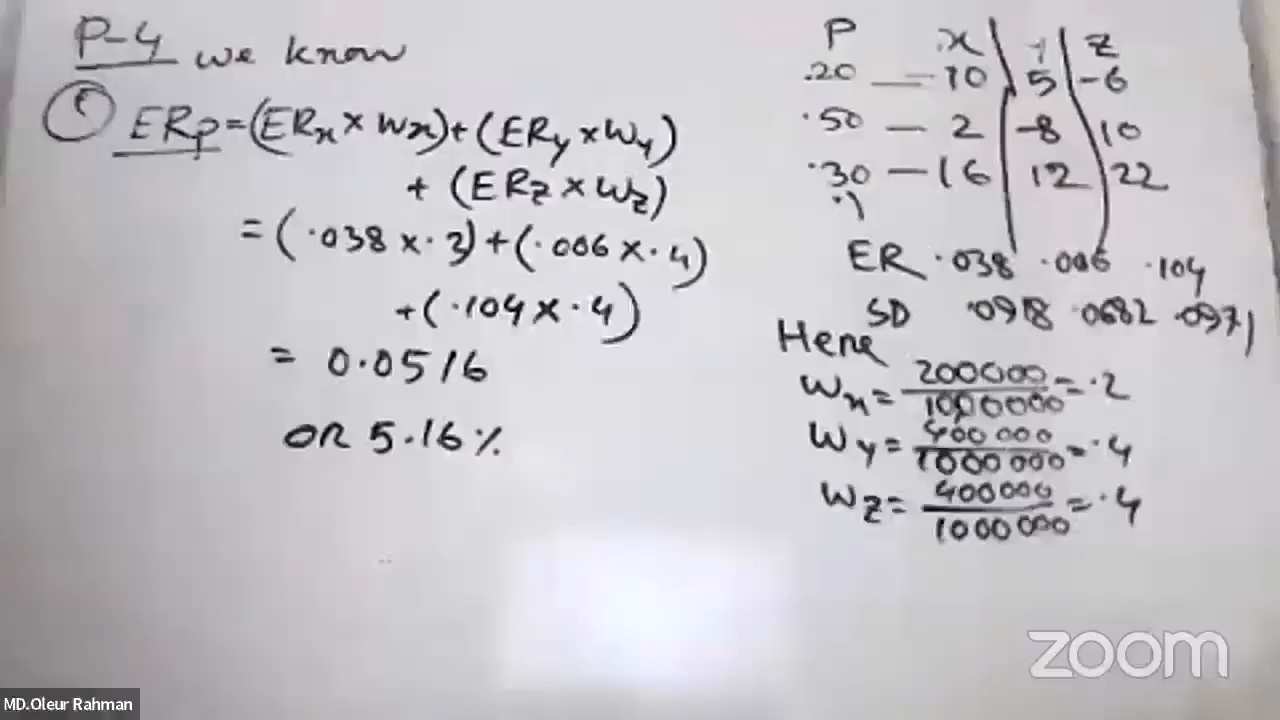 P-4 we know
① ERp=(ERx × Wx)+(ERy × Wy)
+ (ERz × Wz)
= (.038 × .2)+(.006 × .4)
+(.104 × .4)
= 0.0516
OR 5.16%
P x y z
.20 — -10 5 -6
.50 — 2 -8 10
.30 — 16 12 22
.1
ER .038 .006 .104
SD .0918 .0682 .0971
Here
Wx = 200000/1000000 = .2
Wy = 400000/1000000 = .4
Wz = 400000/1000000 = .4
zoom
MD.Oleur Rahman